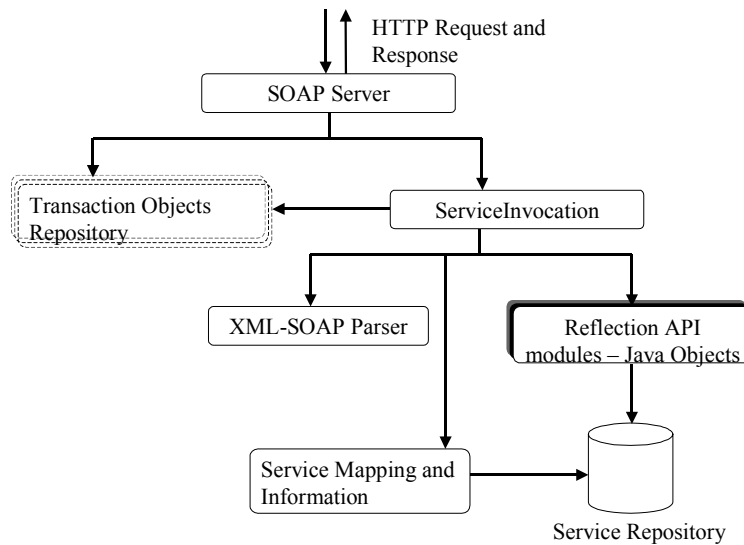 HTTP Request and
Response
SOAP Server
Transaction Objects
Repository
ServiceInvocation
XML-SOAP Parser
Reflection API
modules – Java Objects
Service Mapping and
Information
Service Repository